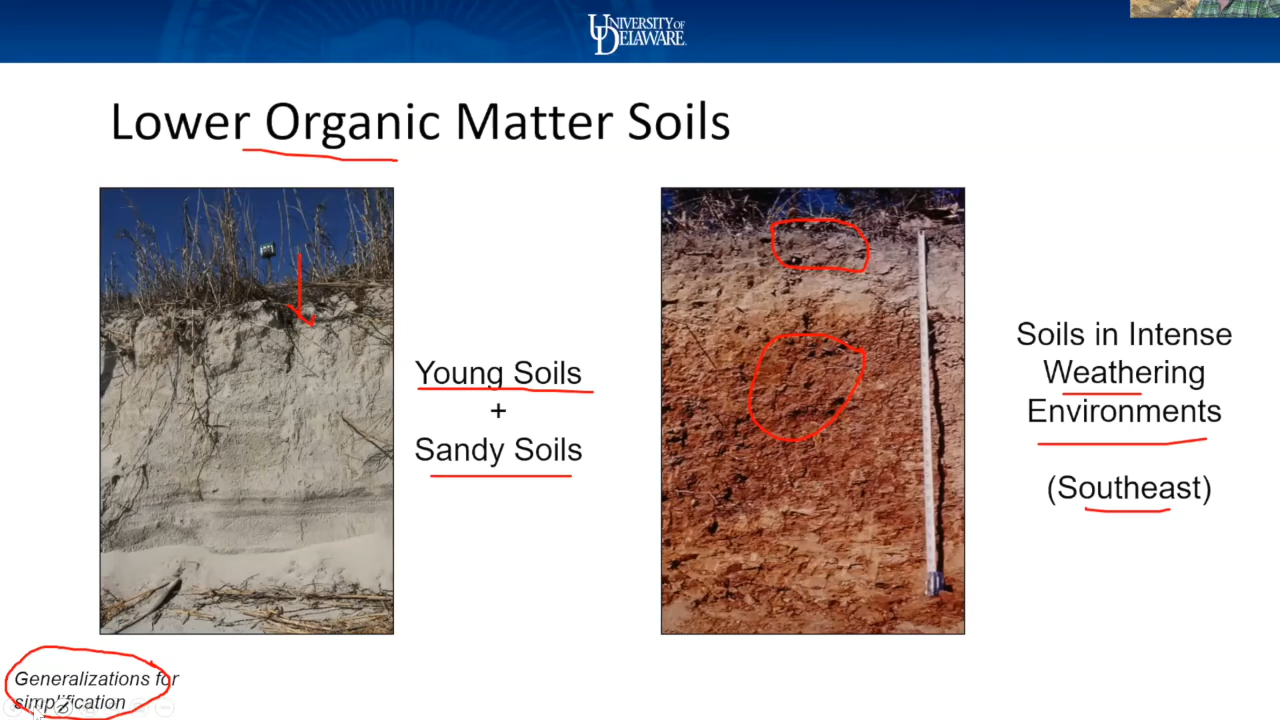 UNIVERSITY OF
DELAWARE
Lower Organic Matter Soils
Young Soils
+
Sandy Soils
Soils in Intense
Weathering
Environments
(Southeast)
Generalizations for
simplification